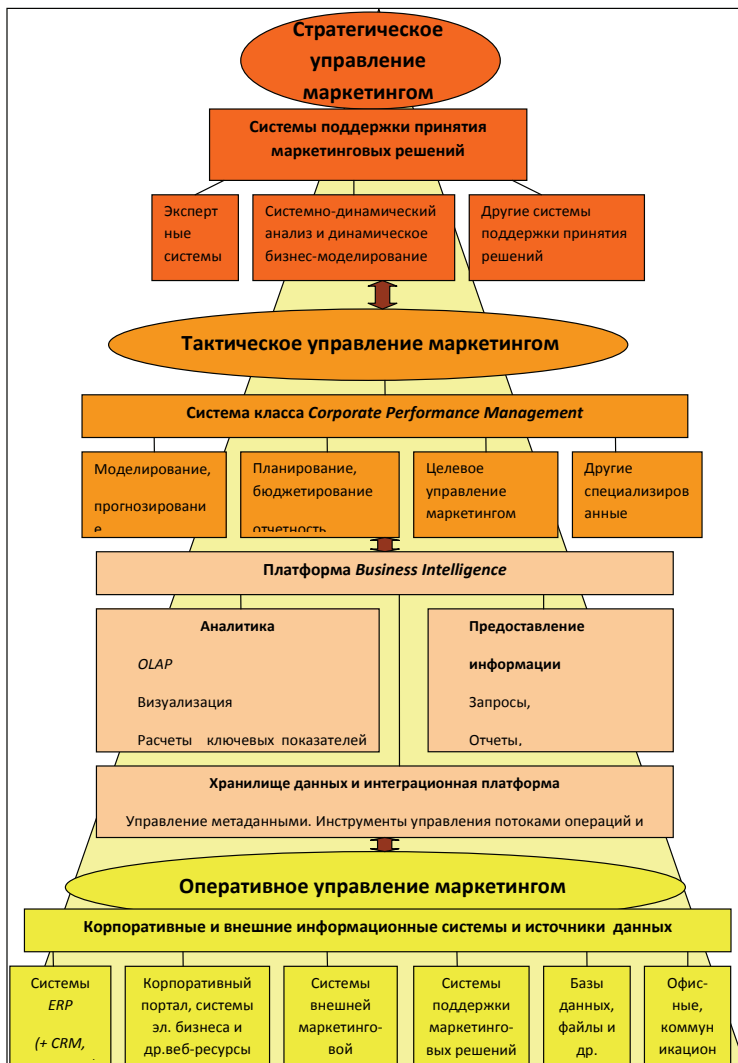 Стратегическое
управление
маркетингом
Системы поддержки принятия
маркетинговых решений
Эксперт
ные
системы
Системно-динамический
анализ и динамическое
бизнес-моделирование
Другие системы
поддержки принятия
решений
Тактическое управление маркетингом
Система класса Corporate Performance Management
Моделирование,
прогнозировани
е
Планирование,
бюджетирование
отчетность
Целевое
управление
маркетингом
Другие
специализиров
анные
Платформа Business Intelligence
Аналитика
OLAP
Визуализация
Расчеты ключевых показателей
Предоставление
информации
Запросы,
Отчеты,
Хранилище данных и интеграционная платформа
Управление метаданными. Инструменты управления потоками операций и
Оперативное управление маркетингом
Корпоративные и внешние информационные системы и источники данных
Системы
ERP
(+ CRM,
Корпоративный
портал, системы
эл. бизнеса и
др.веб-ресурсы
Системы
внешней
маркетинго-
вой
Системы
поддержки
маркетинго-
вых решений
Базы
данных,
файлы и
др.
Офис-
ные,
коммун
икацион